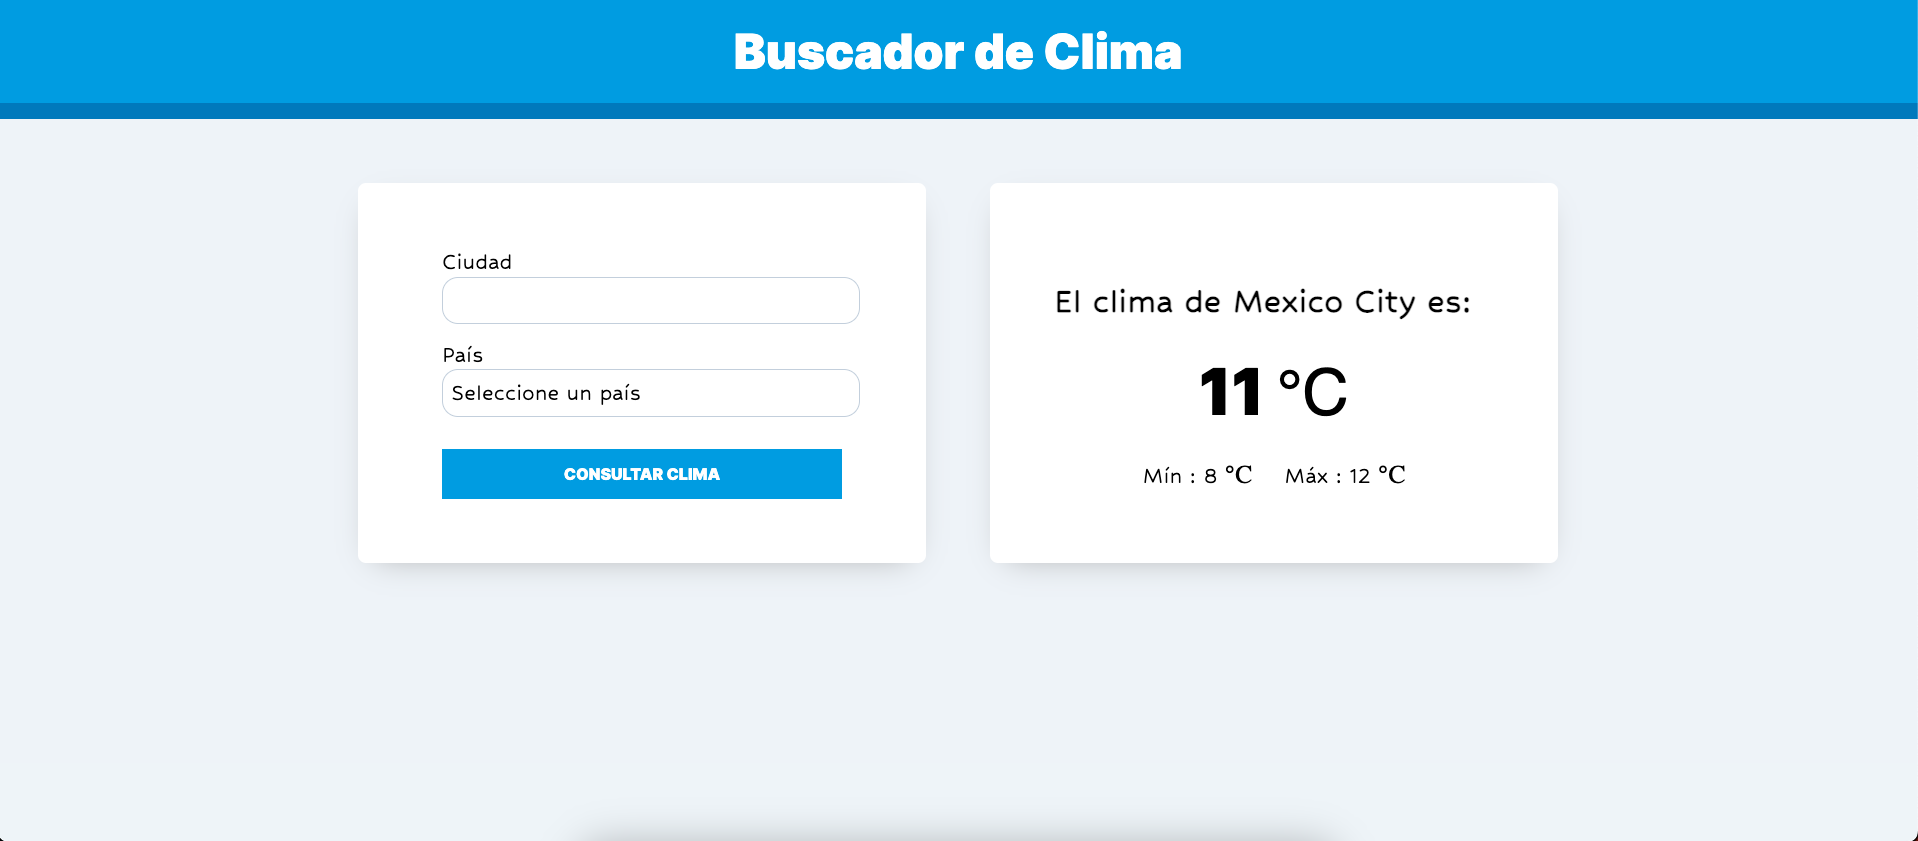 Buscador de Clima
Ciudad
País
Seleccione un país
CONSULTAR CLIMA
El clima de Mexico City es:
11 ℃
Mín : 8 ℃ Máx : 12 ℃